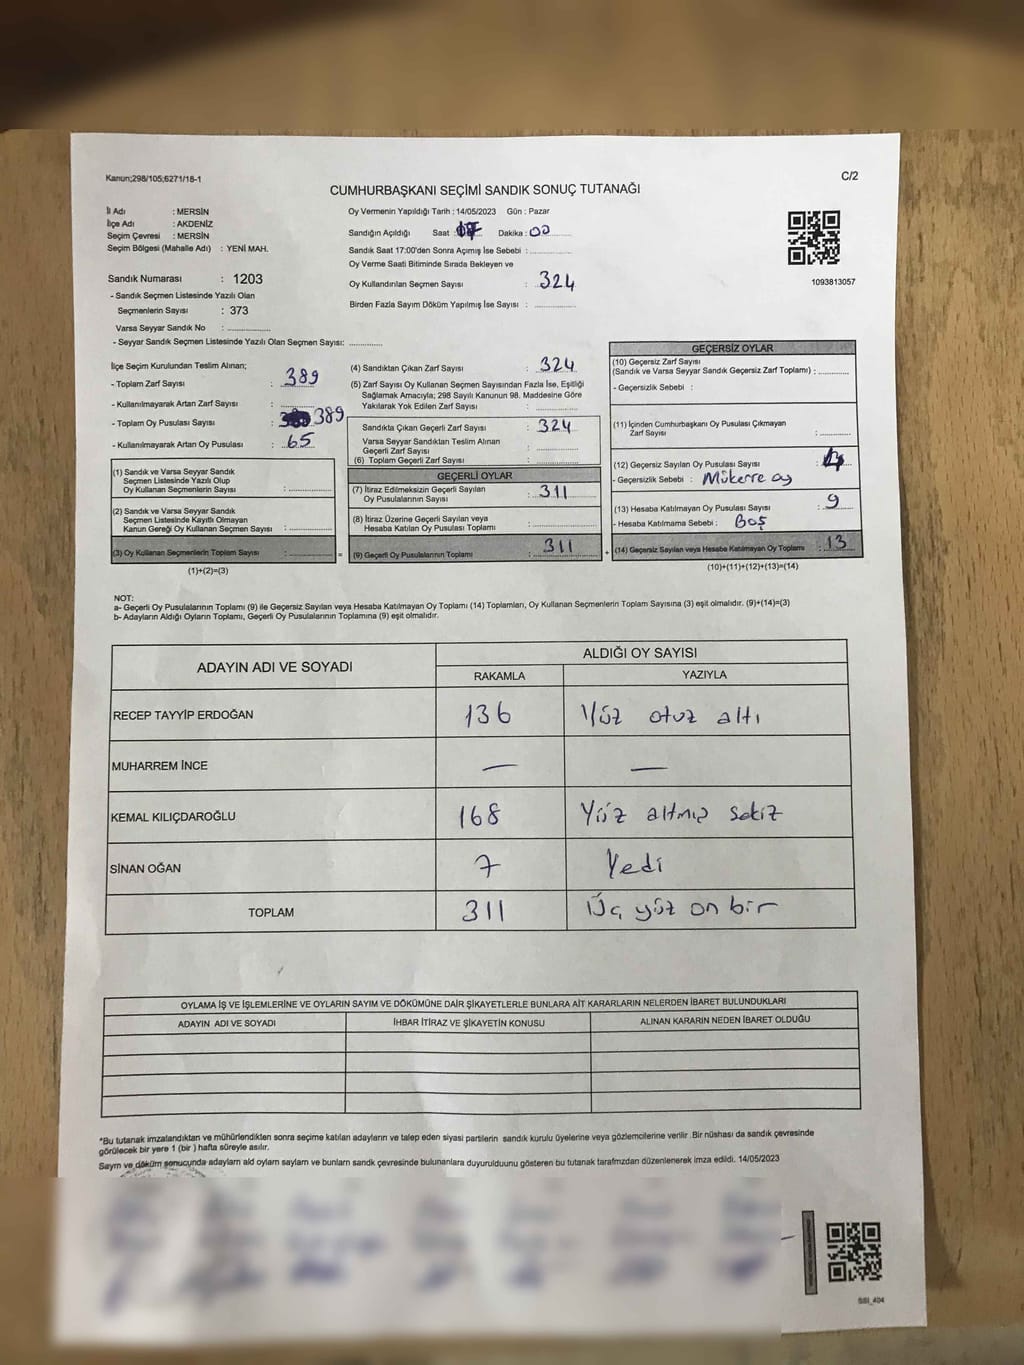 Kanun;298/105;6271/18-1
C/2
CUMHURBAŞKANI SEÇİMİ SANDIK SONUÇ TUTANAĞI
İl Adı : MERSİN
İlçe Adı : AKDENİZ
Seçim Çevresi : MERSİN
Seçim Bölgesi (Mahalle Adı) : YENİ MAH.
Oy Vermenin Yapıldığı Tarih : 14/05/2023 Gün : Pazar
Sandığın Açıldığı Saat : 17 Dakika : 00
Sandık Saat 17:00'den Sonra Açımış İse Sebebi :
Oy Verme Saati Bitiminde Sırada Bekleyen ve
Oy Kullandırılan Seçmen Sayısı : 324
Birden Fazla Sayım Döküm Yapılmış İse Sayısı :
1093813057
Sandık Numarası : 1203
- Sandık Seçmen Listesinde Yazılı Olan
Seçmenlerin Sayısı : 373
Varsa Seyyar Sandık No :
- Seyyar Sandık Seçmen Listesinde Yazılı Olan Seçmen Sayısı:
İlçe Seçim Kurulundan Teslim Alınan;
- Toplam Zarf Sayısı : 389
- Kullanılmayarak Artan Zarf Sayısı :
- Toplam Oy Pusulası Sayısı : 389
- Kullanılmayarak Artan Oy Pusulası : 65
(1) Sandık ve Varsa Seyyar Sandık
Seçmen Listesinde Yazılı Olup
Oy Kullanan Seçmenlerin Sayısı :
(2) Sandık ve Varsa Seyyar Sandık
Seçmen Listesinde Kayıtlı Olmayan
Kanun Gereği Oy Kullanan Seçmen Sayısı :
(3) Oy Kullanan Seçmenlerin Toplam Sayısı :
(1)+(2)=(3)
(4) Sandıktan Çıkan Zarf Sayısı : 324
(5) Zarf Sayısı Oy Kullanan Seçmen Sayısından Fazla İse, Eşitliği
Sağlamak Amacıyla; 298 Sayılı Kanunun 98. Maddesine Göre
Yakılarak Yok Edilen Zarf Sayısı :
Sandıkta Çıkan Geçerli Zarf Sayısı : 324
Varsa Seyyar Sandıktan Teslim Alınan
Geçerli Zarf Sayısı :
(6) Toplam Geçerli Zarf Sayısı :
GEÇERLİ OYLAR
(7) İtiraz Edilmeksizin Geçerli Sayılan
Oy Pusulalarının Sayısı : 311
(8) İtiraz Üzerine Geçerli Sayılan veya
Hesaba Katılan Oy Pusulası Toplamı :
= (9) Geçerli Oy Pusulalarının Toplamı : 311
GEÇERSİZ OYLAR
(10) Geçersiz Zarf Sayısı
(Sandık ve Varsa Seyyar Sandık Geçersiz Zarf Toplamı) :
- Geçersizlik Sebebi :
(11) İçinden Cumhurbaşkanı Oy Pusulası Çıkmayan
Zarf Sayısı :
(12) Geçersiz Sayılan Oy Pusulası Sayısı : 4
- Geçersizlik Sebebi : Mükerre oy
(13) Hesaba Katılmayan Oy Pusulası Sayısı : 9
- Hesaba Katılmama Sebebi : Boş
+ (14) Geçersiz Sayılan veya Hesaba Katılmayan Oy Toplamı : 13
(10)+(11)+(12)+(13)=(14)
NOT:
a- Geçerli Oy Pusulalarının Toplamı (9) ile Geçersiz Sayılan veya Hesaba Katılmayan Oy Toplamı (14) Toplamları, Oy Kullanan Seçmenlerin Toplam Sayısına (3) eşit olmalıdır. (9)+(14)=(3)
b- Adayların Aldığı Oyların Toplamı, Geçerli Oy Pusulalarının Toplamına (9) eşit olmalıdır.
ADAYIN ADI VE SOYADI ALDIĞI OY SAYISI
RAKAMLA YAZIYLA
RECEP TAYYİP ERDOĞAN 136 Yüz otuz altı
MUHARREM İNCE — —
KEMAL KILIÇDAROĞLU 168 Yüz altmış sekiz
SİNAN OĞAN 7 Yedi
TOPLAM 311 Üç yüz on bir
OYLAMA İŞ VE İŞLEMLERİNE VE OYLARIN SAYIM VE DÖKÜMÜNE DAİR ŞİKAYETLERLE BUNLARA AİT KARARLARIN NELERDEN İBARET BULUNDUKLARI
ADAYIN ADI VE SOYADI İHBAR İTİRAZ VE ŞİKAYETİN KONUSU ALINAN KARARIN NEDEN İBARET OLDUĞU
*Bu tutanak imzalandıktan ve mühürlendikten sonra seçime katılan adayların ve talep eden siyasi partilerin sandık kurulu üyelerine veya gözlemcilerine verilir .Bir nüshası da sandık çevresinde
görülecek bir yere 1 (bir ) hafta süreyle asılır.
Sayım ve döküm sonucunda adayların ald oyların sayların ve bunların sandk çevresinde bulunanlara duyurulduunu gösteren bu tutanak tarafmzdan düzenlenerek imza edildi. 14/05/2023
SSI_404